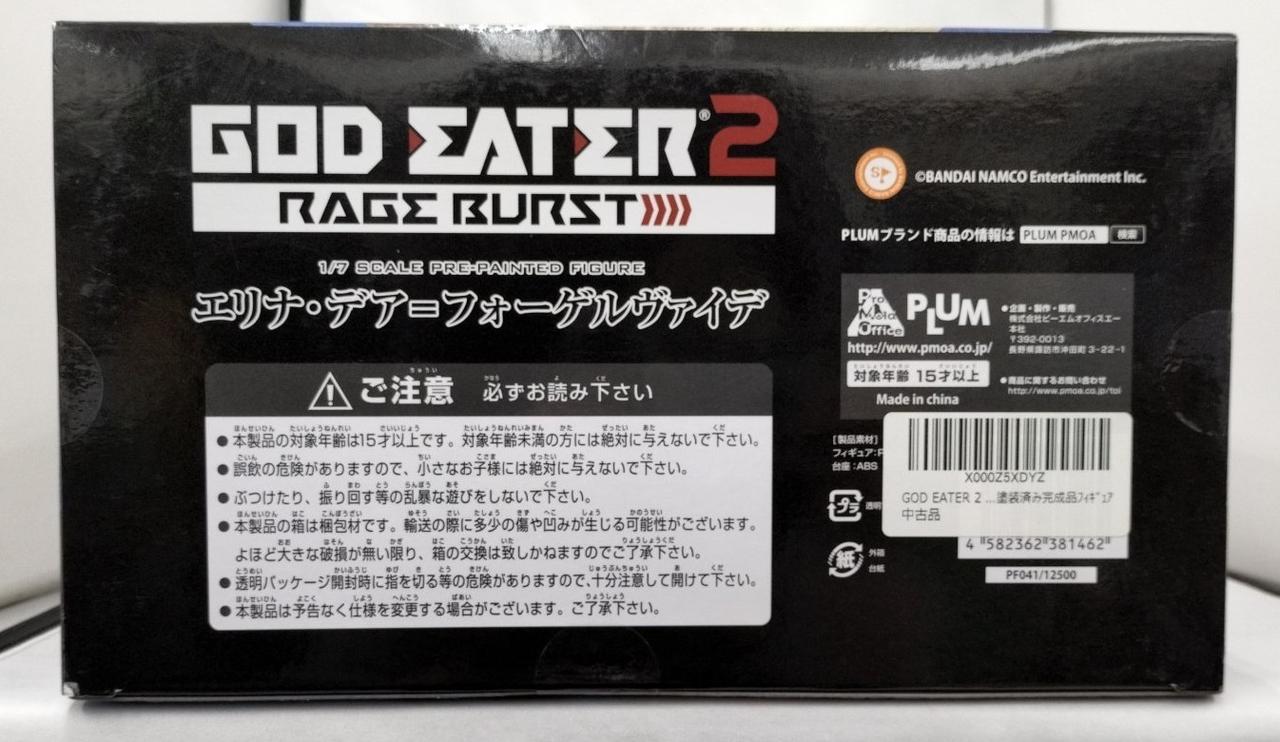 GOD EATER® 2
RAGE BURST
1/7 SCALE PRE-PAINTED FIGURE
エリナ・デア=フォーゲルヴァイデ
ご注意 必ずお読み下さい
●本製品の対象年齢は15才以上です。対象年齢未満の方には絶対に与えないで下さい。
●誤飲の危険がありますので、小さなお子様には絶対に与えないで下さい。
●ぶつけたり、振り回す等の乱暴な遊びをしないで下さい。
●本製品の箱は梱包材です。輸送の際に多少の傷や凹みが生じる可能性がございます。
よほど大きな破損が無い限り、箱の交換は致しかねますのでご了承下さい。
●透明パッケージ開封時に指を切る等の危険がありますので、十分注意して開けて下さい。
●本製品は予告なく仕様を変更する場合がございます。ご了承下さい。
©BANDAI NAMCO Entertainment Inc.
PLUMブランド商品の情報は PLUM PMOA 検索
Pro Moda Office
PLUM
http://www.pmoa.co.jp/
対象年齢 15才以上
Made in china
●企画・製作・販売
株式会社ピーエムオフィスエー
本社
〒392-0013
長野県諏訪市沖田町 3-22-1
●商品に関するお問い合わせ
http://www.pmoa.co.jp/toi
[製品素材]
フィギュア:P
台座:ABS
プラ 透明
紙 外箱
台紙
X000Z5XDYZ
GOD EATER 2 ...塗装済み完成品ﾌｨｷﾞｭｱ
中古品
4 582362 381462
PF041/12500